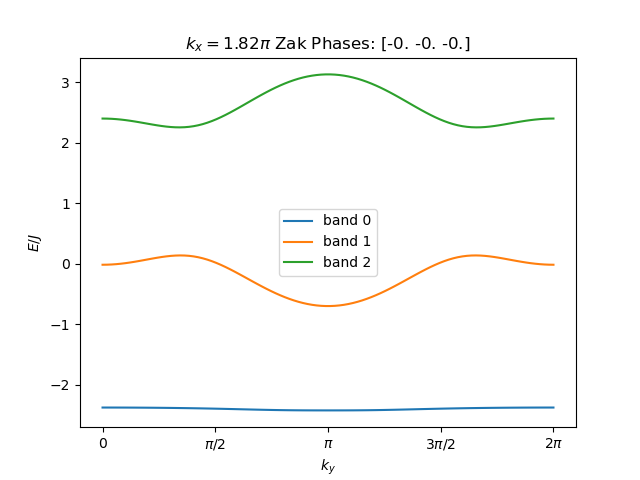 $k_x = 1.82\pi$ Zak Phases: [-0. -0. -0.]
3
2
1
0
−1
−2
E/J
band 0
band 1
band 2
0 π/2 π 3π/2 2π
$k_y$